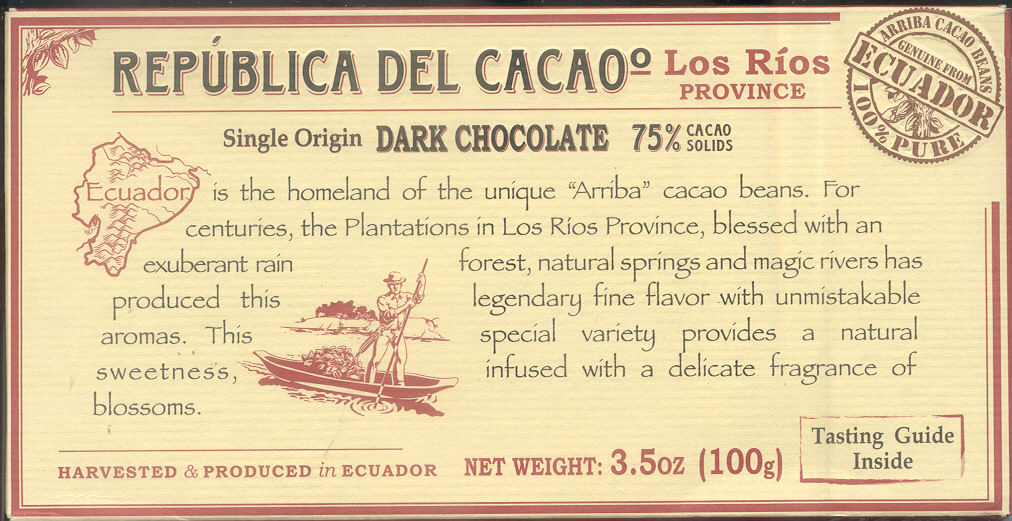 REPÚBLICA DEL CACAOº Los Ríos
PROVINCE
ARRIBA CACAO BEANS
GENUINE FROM
ECUADOR
100% PURE
Single Origin DARK CHOCOLATE 75% CACAO SOLIDS
Ecuador is the homeland of the unique “Arriba” cacao beans. For
centuries, the Plantations in Los Ríos Province, blessed with an
exuberant rain forest, natural springs and magic rivers has
produced this legendary fine flavor with unmistakable
aromas. This special variety provides a natural
sweetness, infused with a delicate fragrance of
blossoms.
Tasting Guide
Inside
HARVESTED & PRODUCED in ECUADOR NET WEIGHT: 3.5OZ (100g)